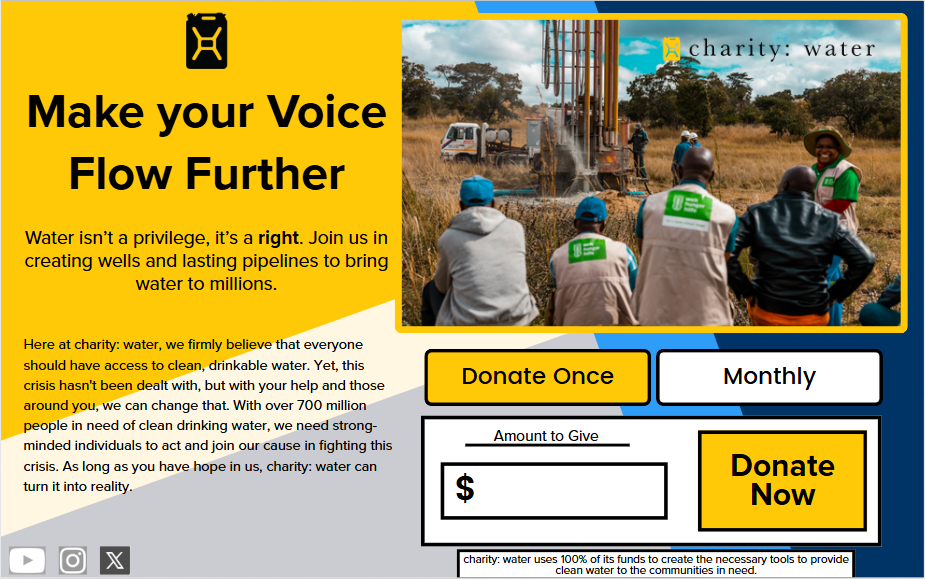 Make your Voice
Flow Further
Water isn't a privilege, it's a right. Join us in
creating wells and lasting pipelines to bring
water to millions.
Here at charity: water, we firmly believe that everyone
should have access to clean, drinkable water. Yet, this
crisis hasn't been dealt with, but with your help and those
around you, we can change that. With over 700 million
people in need of clean drinking water, we need strong-
minded individuals to act and join our cause in fighting this
crisis. As long as you have hope in us, charity: water can
turn it into reality.
charity: water
Donate Once
Monthly
Amount to Give
$
Donate
Now
charity: water uses 100% of its funds to create the necessary tools to provide
clean water to the communities in need.